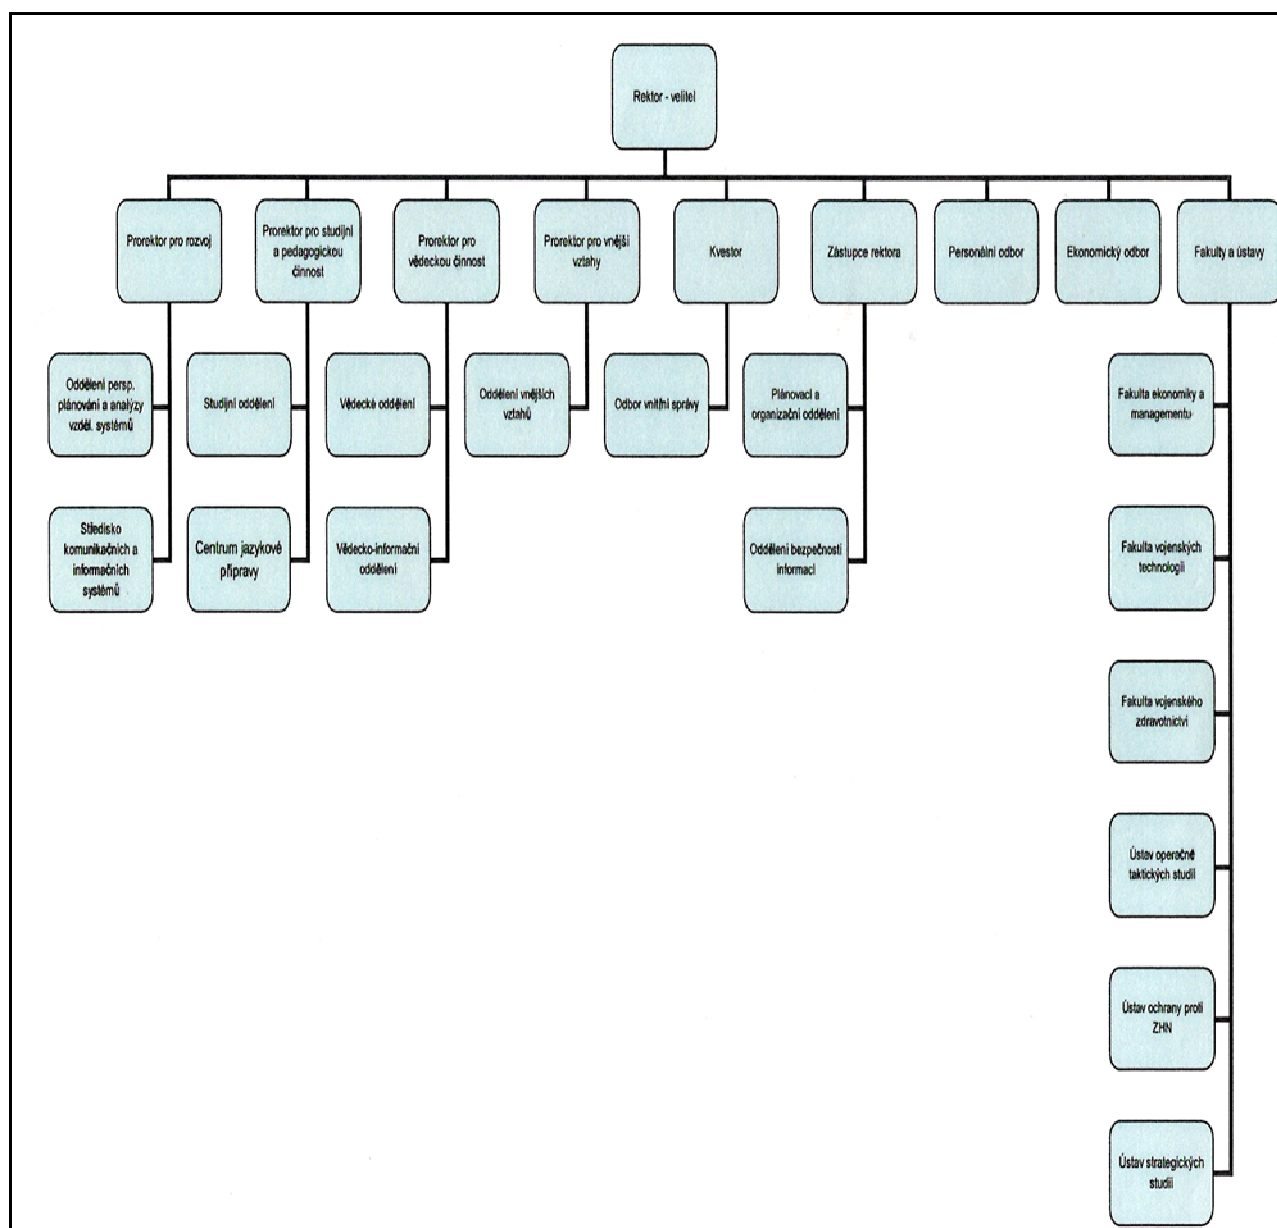 Rektor - velitel
Prorektor pro rozvoj
Prorektor pro studijní
a pedagogickou
činnost
Prorektor pro
vědeckou činnost
Prorektor pro vnější
vztahy
Kvestor
Zástupce rektora
Personální odbor
Ekonomický odbor
Fakulty a ústavy
Oddělení persp.
plánování a analýzy
vzděl. systémů
Studijní oddělení
Vědecké oddělení
Oddělení vnějších
vztahů
Odbor vnitřní správy
Plánovací a
organizační oddělení
Fakulta ekonomiky a
managementu
Středisko
komunikačních a
informačních
systémů
Centrum jazykové
přípravy
Vědecko-informační
oddělení
Oddělení bezpečnosti
informací
Fakulta vojenských
technologií
Fakulta vojenského
zdravotnictví
Ústav operačně
taktických studií
Ústav ochrany proti
ZHN
Ústav strategických
studií